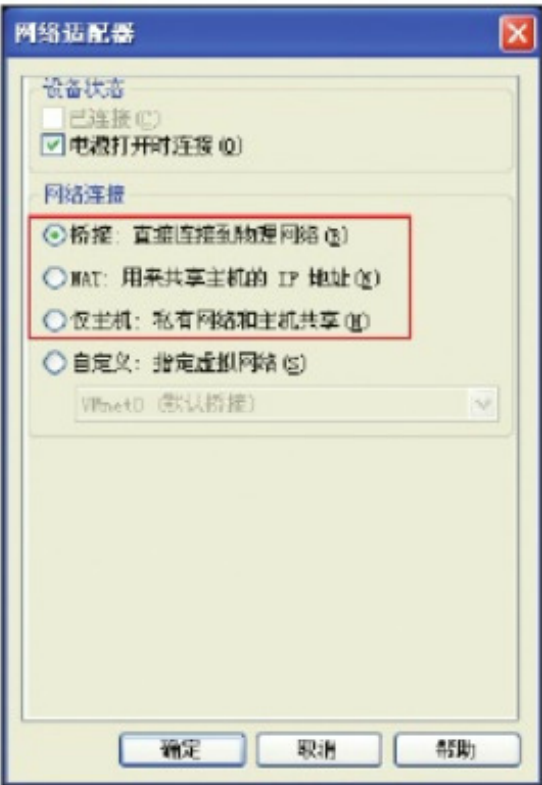 网络适配器
设备状态
已连接(C)
电源打开时连接(O)
网络连接
桥接: 直接连接到物理网络(B)
NAT: 用来共享主机的 IP 地址(N)
仅主机: 私有网络和主机共享(H)
自定义: 指定虚拟网络(S)
VMnet0 (默认桥接)
确定
取消
帮助